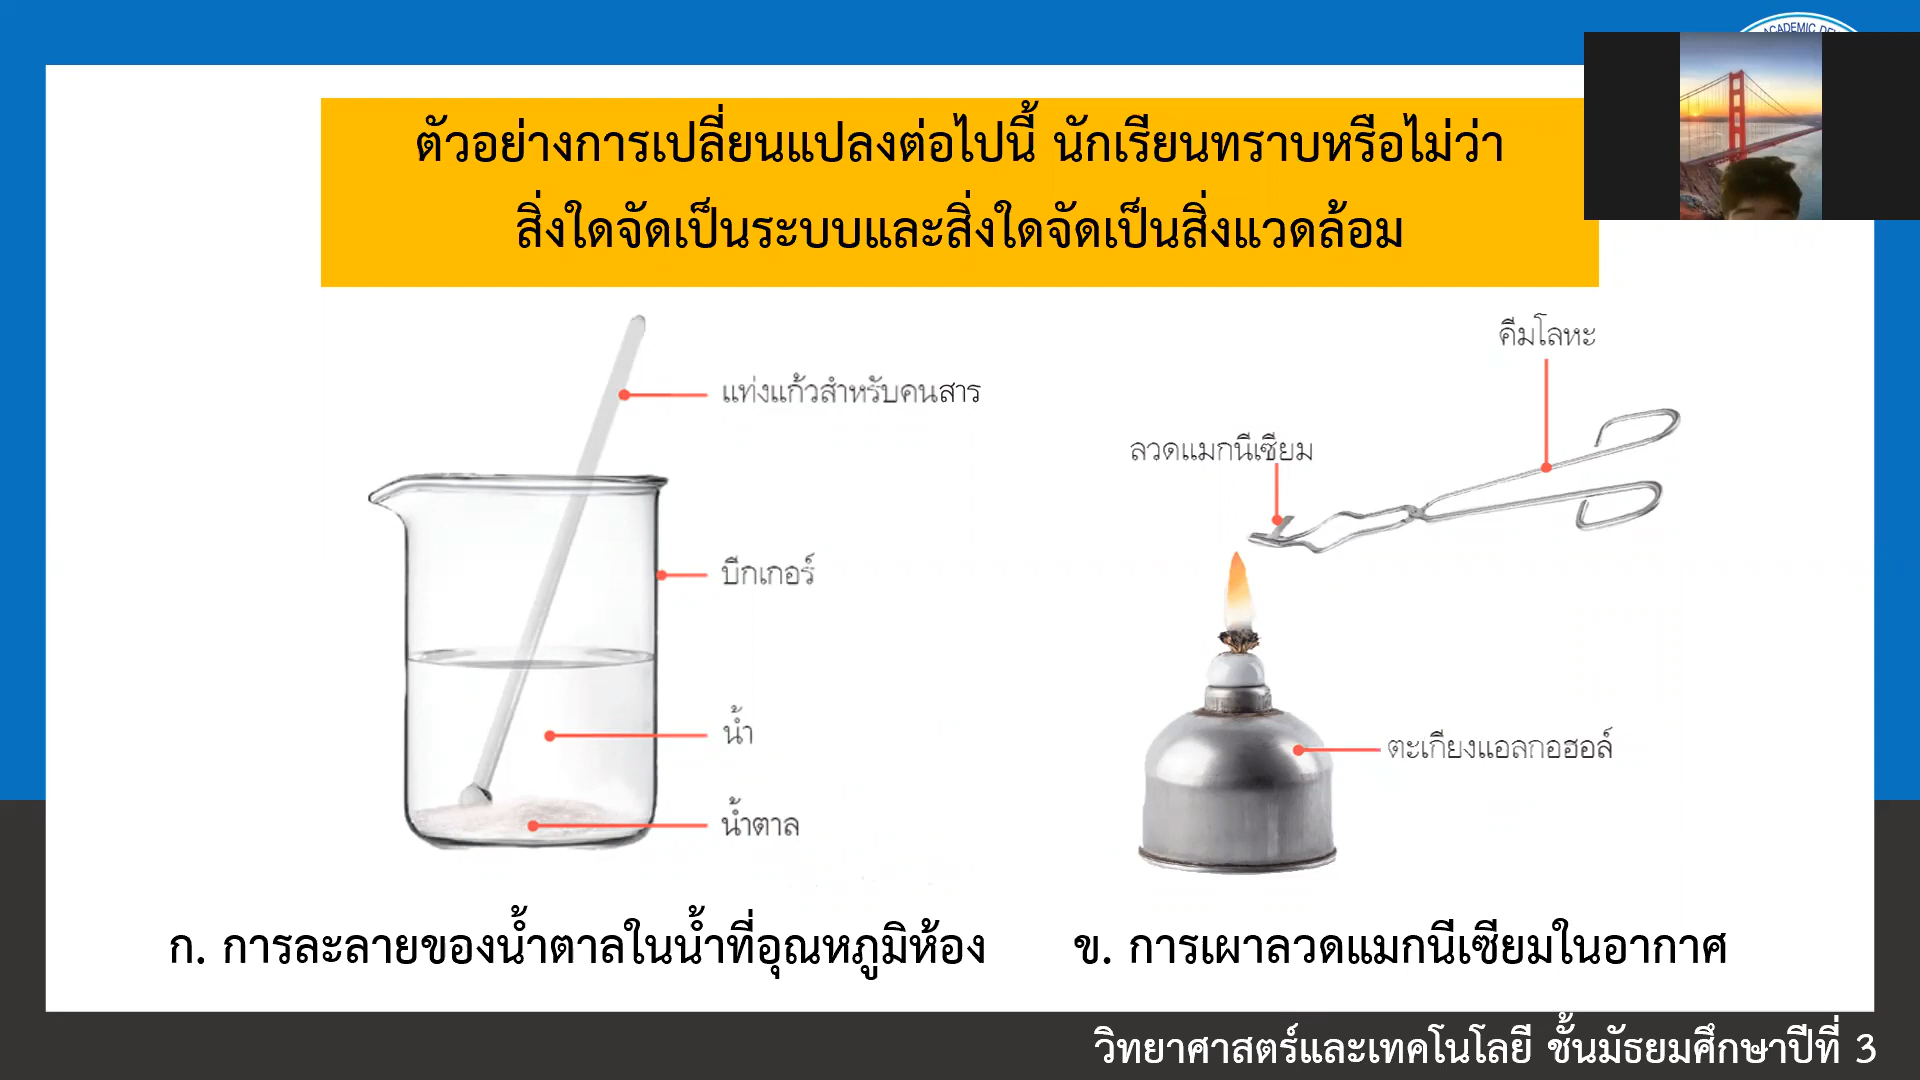 ACADEMIC
ตัวอย่างการเปลี่ยนแปลงต่อไปนี้ นักเรียนทราบหรือไม่ว่า
สิ่งใดจัดเป็นระบบและสิ่งใดจัดเป็นสิ่งแวดล้อม
แท่งแก้วสำหรับคนสาร
บีกเกอร์
น้ำ
น้ำตาล
คีมโลหะ
ลวดแมกนีเซียม
ตะเกียงแอลกอฮอล์
ก. การละลายของน้ำตาลในน้ำที่อุณหภูมิห้อง
ข. การเผาลวดแมกนีเซียมในอากาศ
วิทยาศาสตร์และเทคโนโลยี ชั้นมัธยมศึกษาปีที่ 3